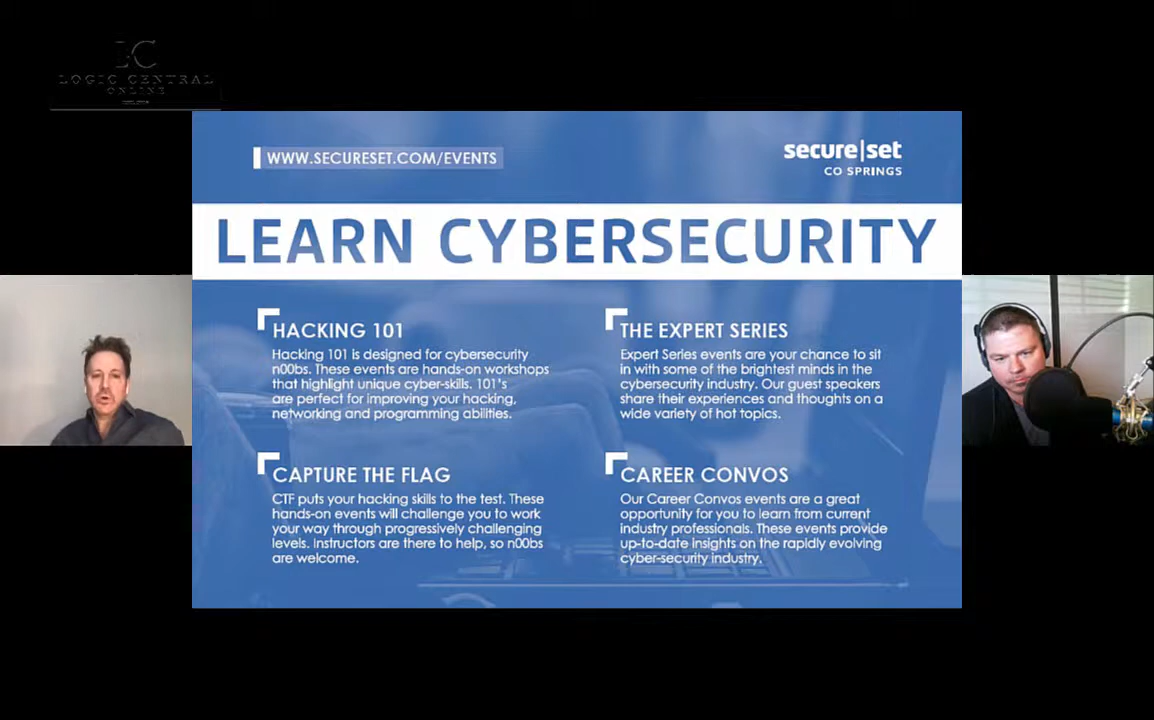 LC
LOGIC CENTRAL
ONLINE
WWW.SECURESET.COM/EVENTS
secure|set
CO SPRINGS
LEARN CYBERSECURITY
HACKING 101
Hacking 101 is designed for cybersecurity
n00bs. These events are hands-on workshops
that highlight unique cyber-skills. 101's
are perfect for improving your hacking,
networking and programming abilities.
THE EXPERT SERIES
Expert Series events are your chance to sit
in with some of the brightest minds in the
cybersecurity industry. Our guest speakers
share their experiences and thoughts on a
wide variety of hot topics.
CAPTURE THE FLAG
CTF puts your hacking skills to the test. These
hands-on events will challenge you to work
your way through progressively challenging
levels. Instructors are there to help, so n00bs
are welcome.
CAREER CONVOS
Our Career Convos events are a great
opportunity for you to learn from current
industry professionals. These events provide
up-to-date insights on the rapidly evolving
cyber-security industry.